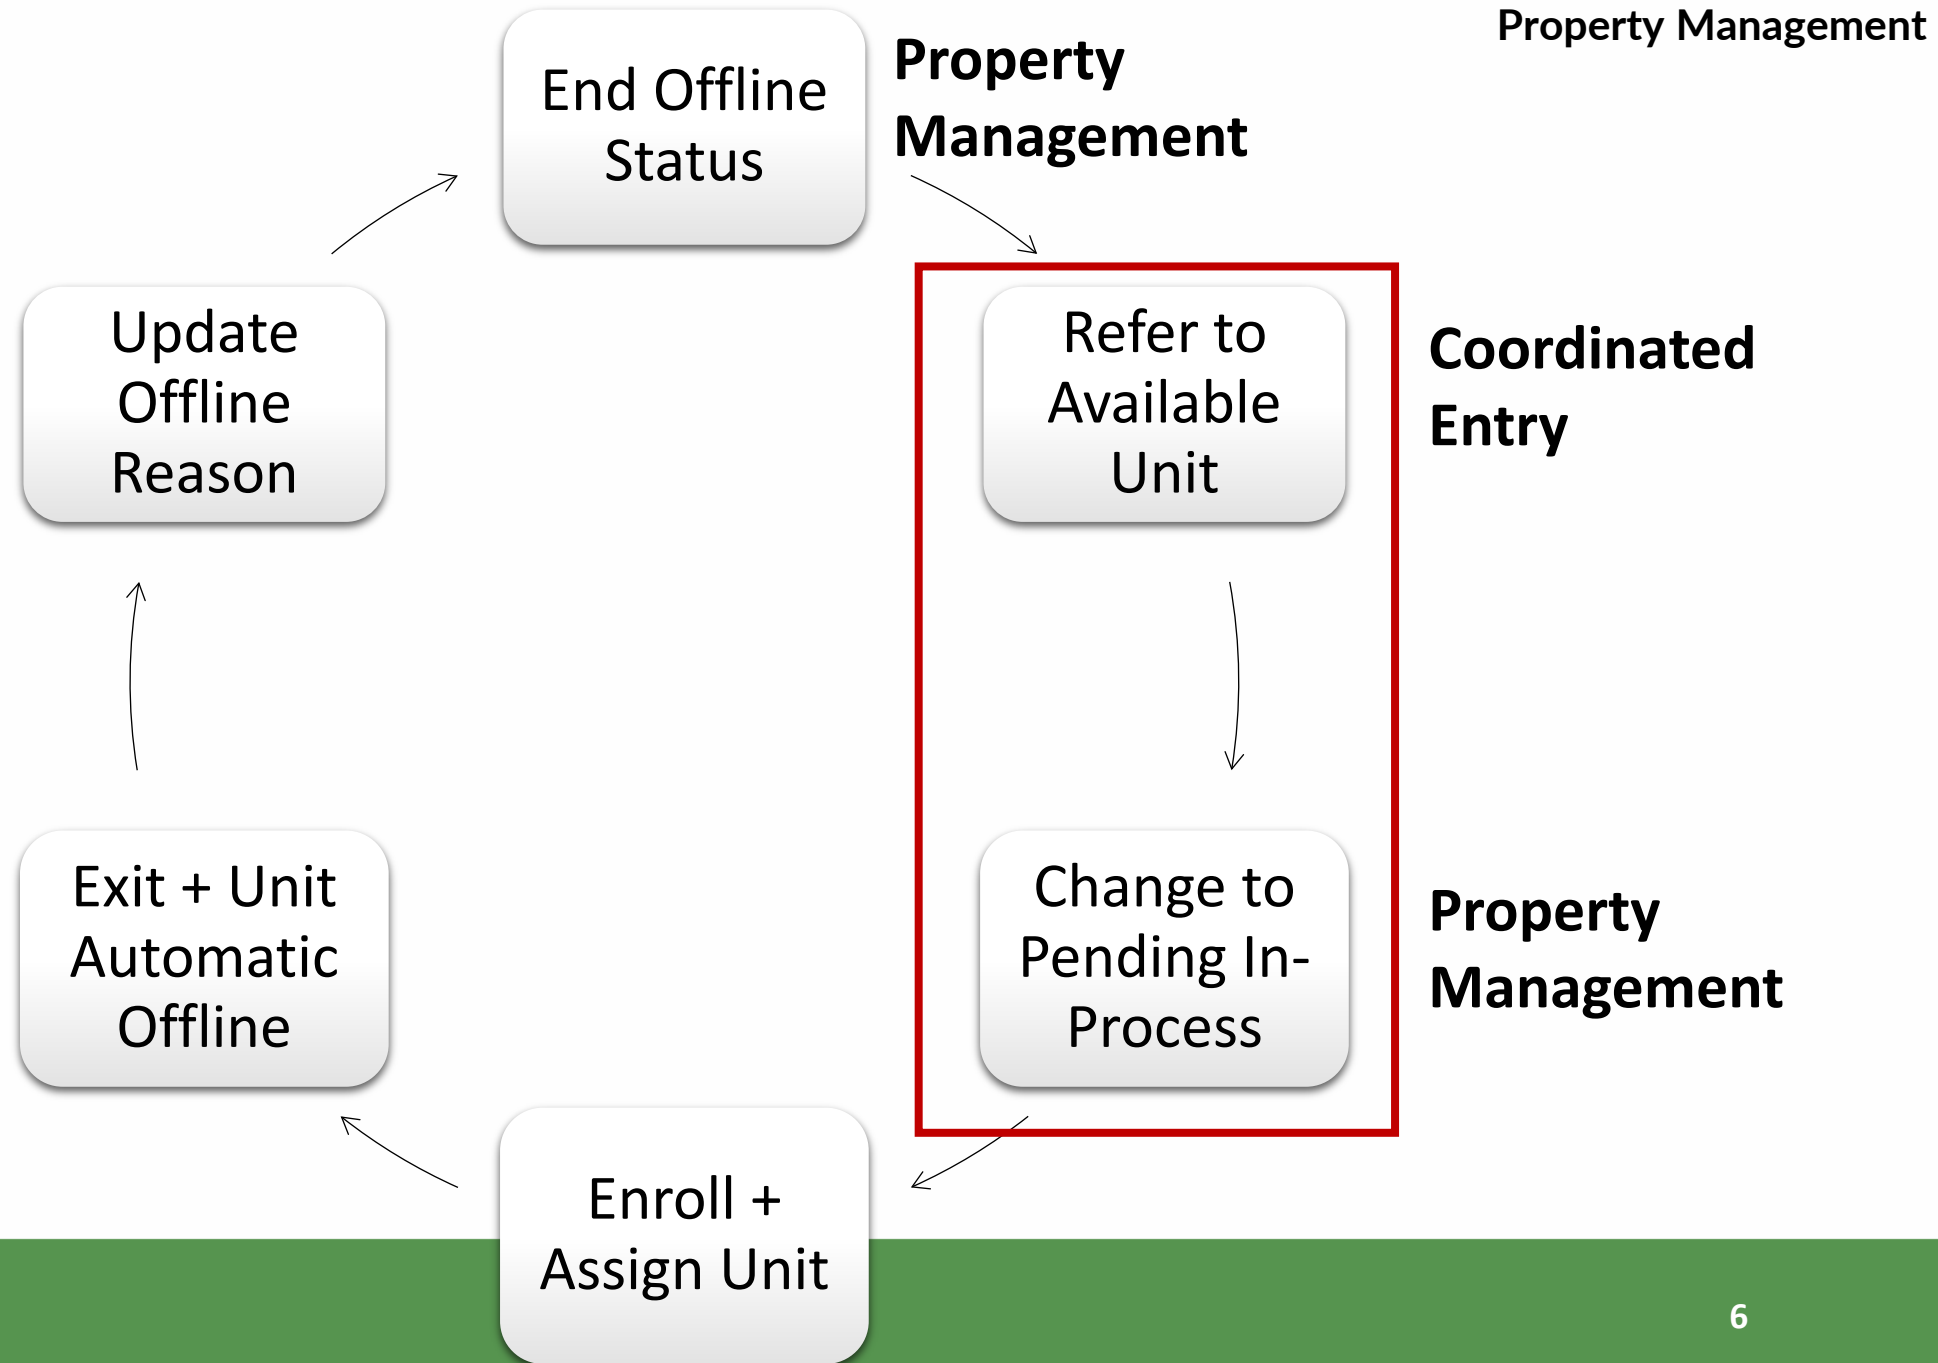 Property Management
End Offline
Status
Property
Management
Refer to
Available
Unit
Coordinated
Entry
Change to
Pending In-
Process
Property
Management
Enroll +
Assign Unit
Exit + Unit
Automatic
Offline
Update
Offline
Reason
6